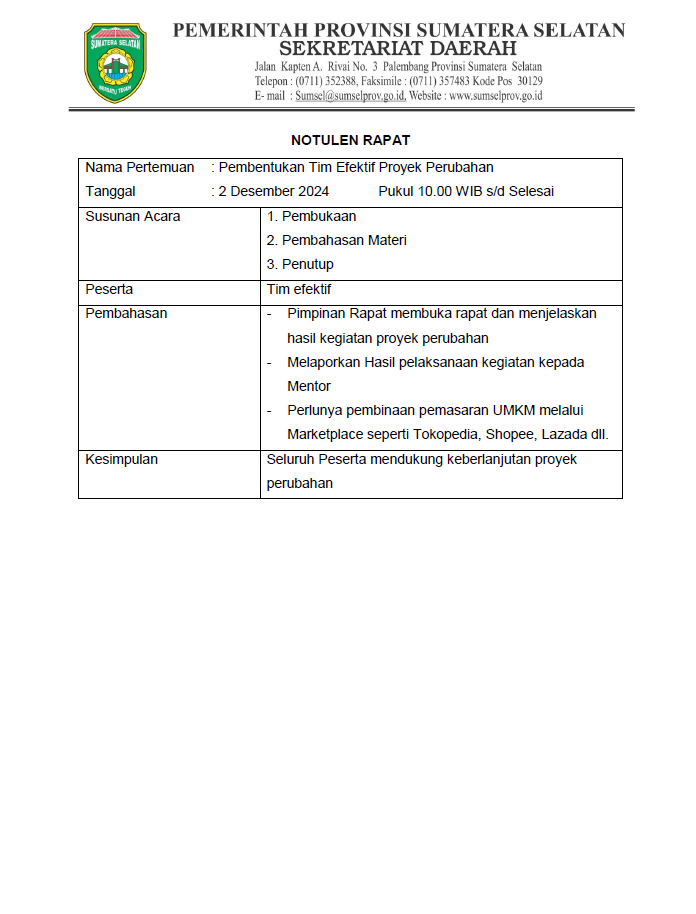 SUMATERA SELATAN
BERSATU TEGUH
PEMERINTAH PROVINSI SUMATERA SELATAN
SEKRETARIAT DAERAH
Jalan Kapten A. Rivai No. 3 Palembang Provinsi Sumatera Selatan
Telepon : (0711) 352388, Faksimile : (0711) 357483 Kode Pos 30129
E- mail : Sumsel@sumselprov.go.id, Website : www.sumselprov.go.id
NOTULEN RAPAT
Nama Pertemuan : Pembentukan Tim Efektif Proyek Perubahan
Tanggal : 2 Desember 2024 Pukul 10.00 WIB s/d Selesai
Susunan Acara 1. Pembukaan
2. Pembahasan Materi
3. Penutup
Peserta Tim efektif
Pembahasan - Pimpinan Rapat membuka rapat dan menjelaskan
hasil kegiatan proyek perubahan
- Melaporkan Hasil pelaksanaan kegiatan kepada
Mentor
- Perlunya pembinaan pemasaran UMKM melalui
Marketplace seperti Tokopedia, Shopee, Lazada dll.
Kesimpulan Seluruh Peserta mendukung keberlanjutan proyek
perubahan